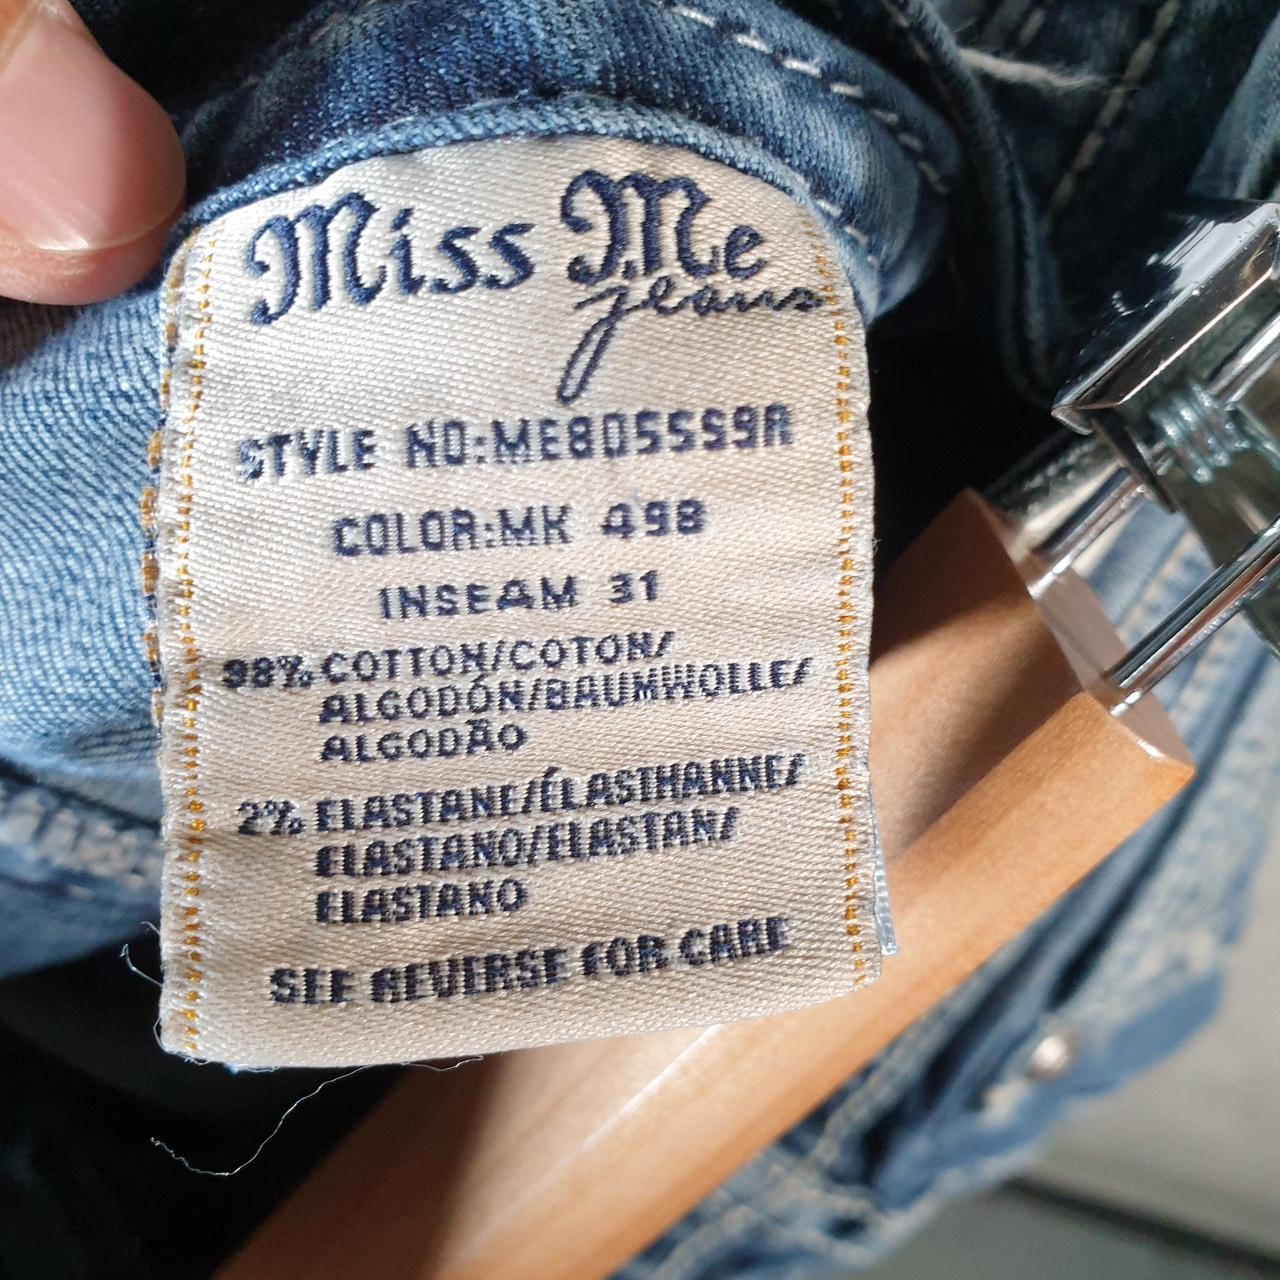 Miss Me
jeans
STYLE NO:ME8055S9R
COLOR:MK 498
INSEAM 31
98% COTTON/COTON/
ALGODÓN/BAUMWOLLE/
ALGODÃO
2% ELASTANE/ÉLASTHANNE/
ELASTANO/ELASTAN/
ELASTANO
SEE REVERSE FOR CARE